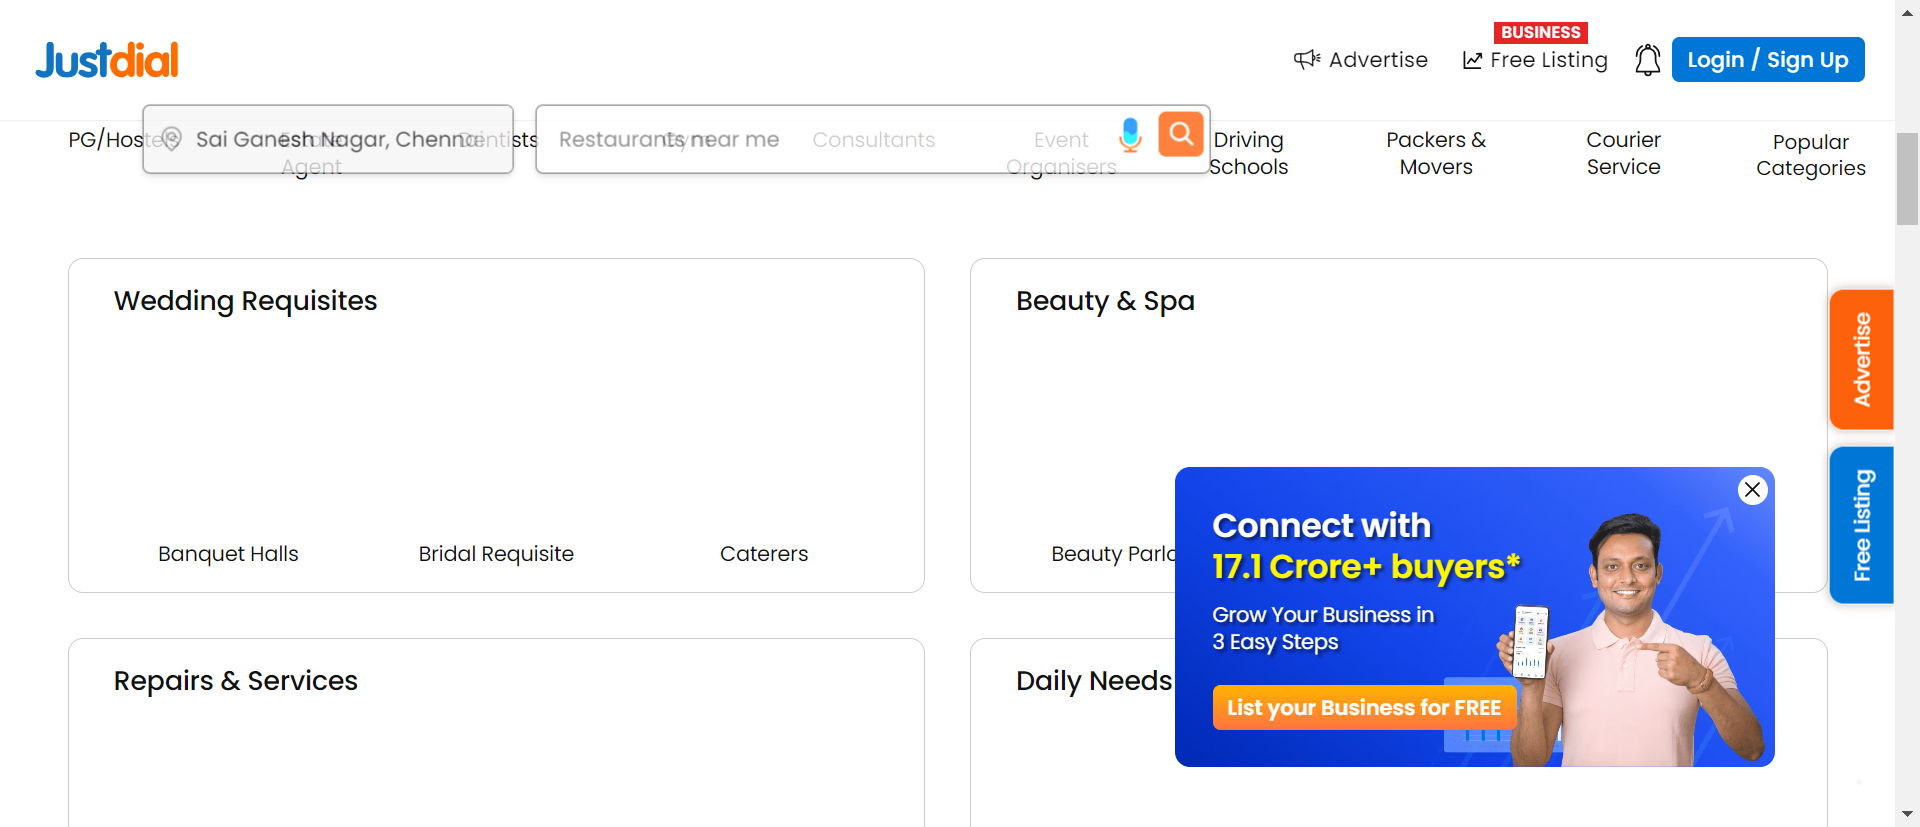 BUSINESS
Justdial
Advertise
Free Listing
Login / Sign Up
Sai Ganesh Nagar, Chennai
Restaurants near me
PG/Hostels
Estate
Agent
Dentists
Gym
Consultants
Event
Organisers
Driving
Schools
Packers &
Movers
Courier
Service
Popular
Categories
Wedding Requisites
Banquet Halls
Bridal Requisite
Caterers
Beauty & Spa
Beauty Parlo
Advertise
Free Listing
Connect with
17.1 Crore+ buyers*
Grow Your Business in
3 Easy Steps
List your Business for FREE
Repairs & Services
Daily Needs